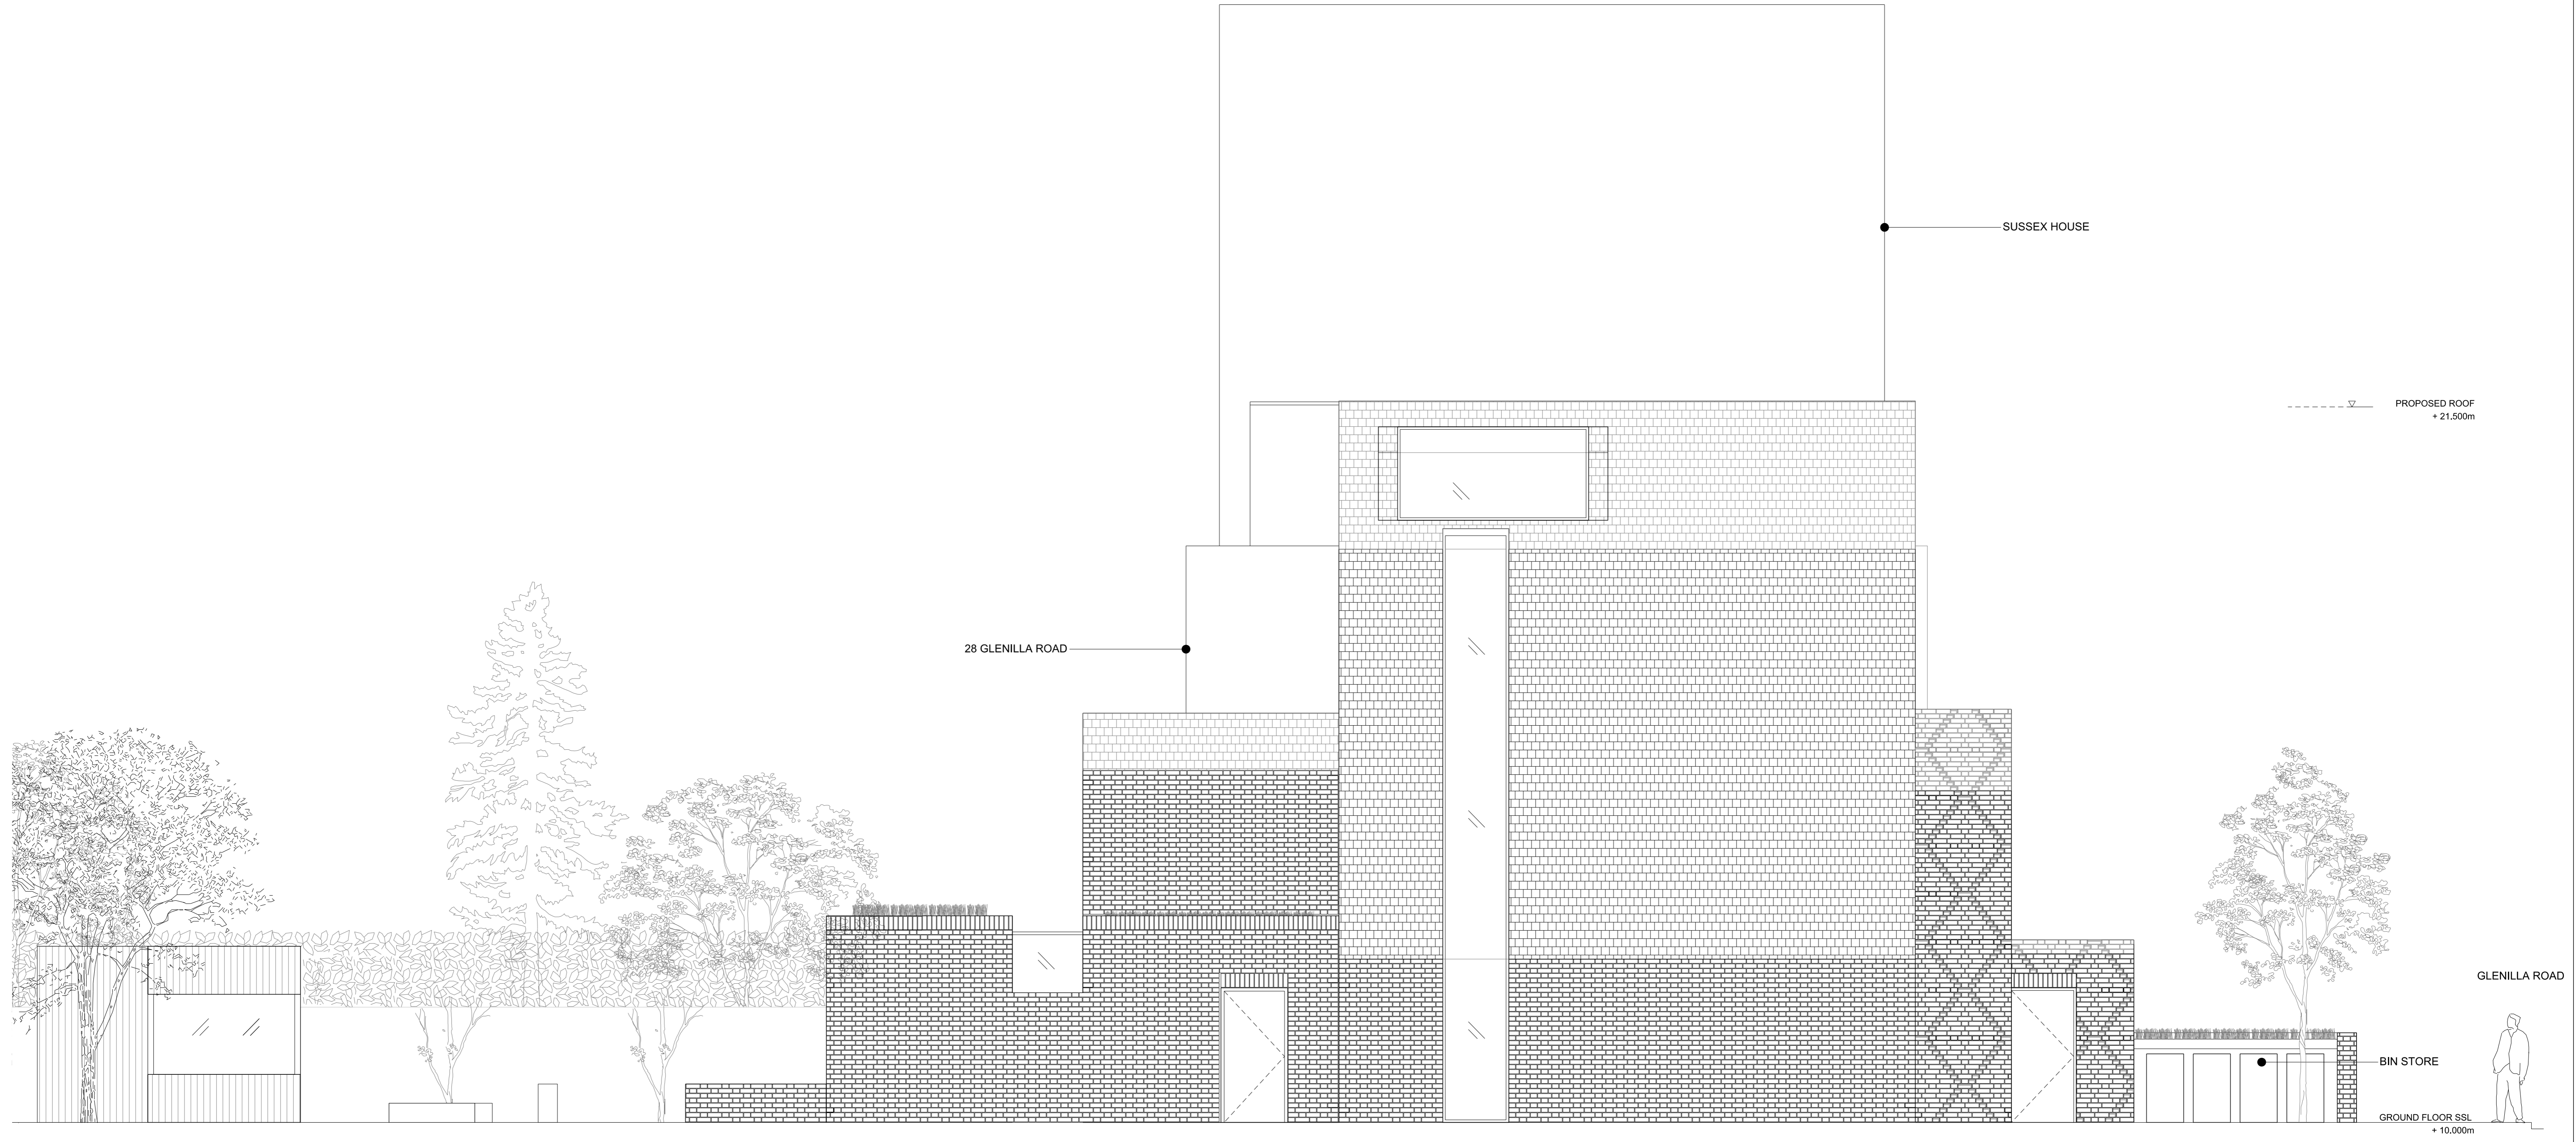 SUSSEX HOUSE
PROPOSED ROOF
+ 21,500m
28 GLENILLA ROAD
GLENILLA ROAD
BIN STORE
GROUND FLOOR SSL
+ 10,000m